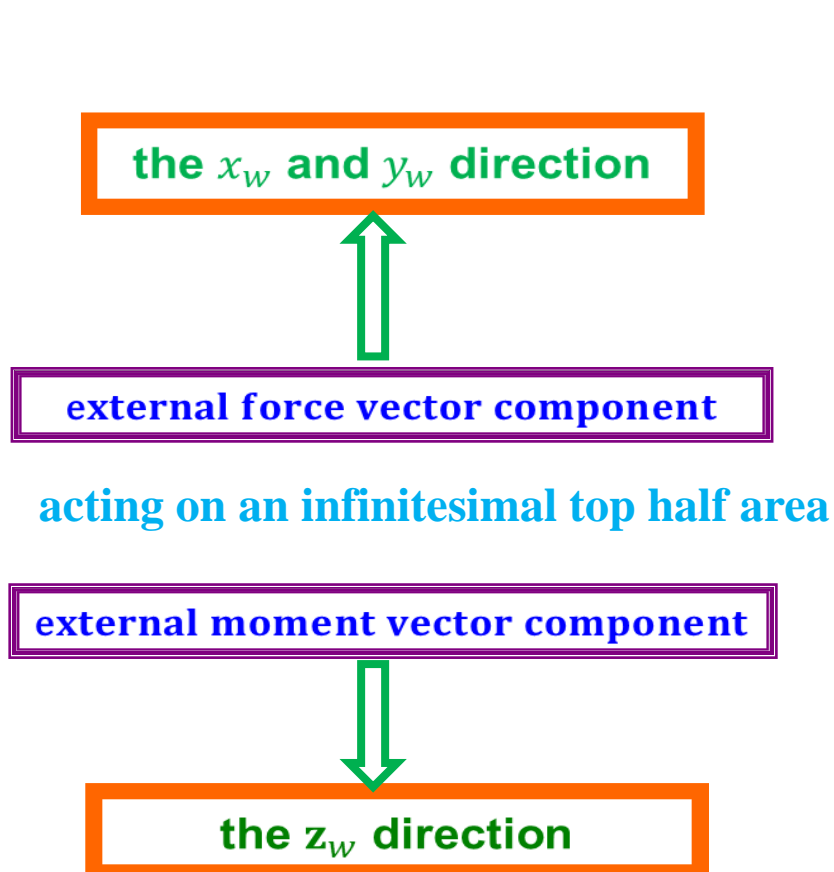 the x_w and y_w direction
external force vector component
acting on an infinitesimal top half area
external moment vector component
the z_w direction